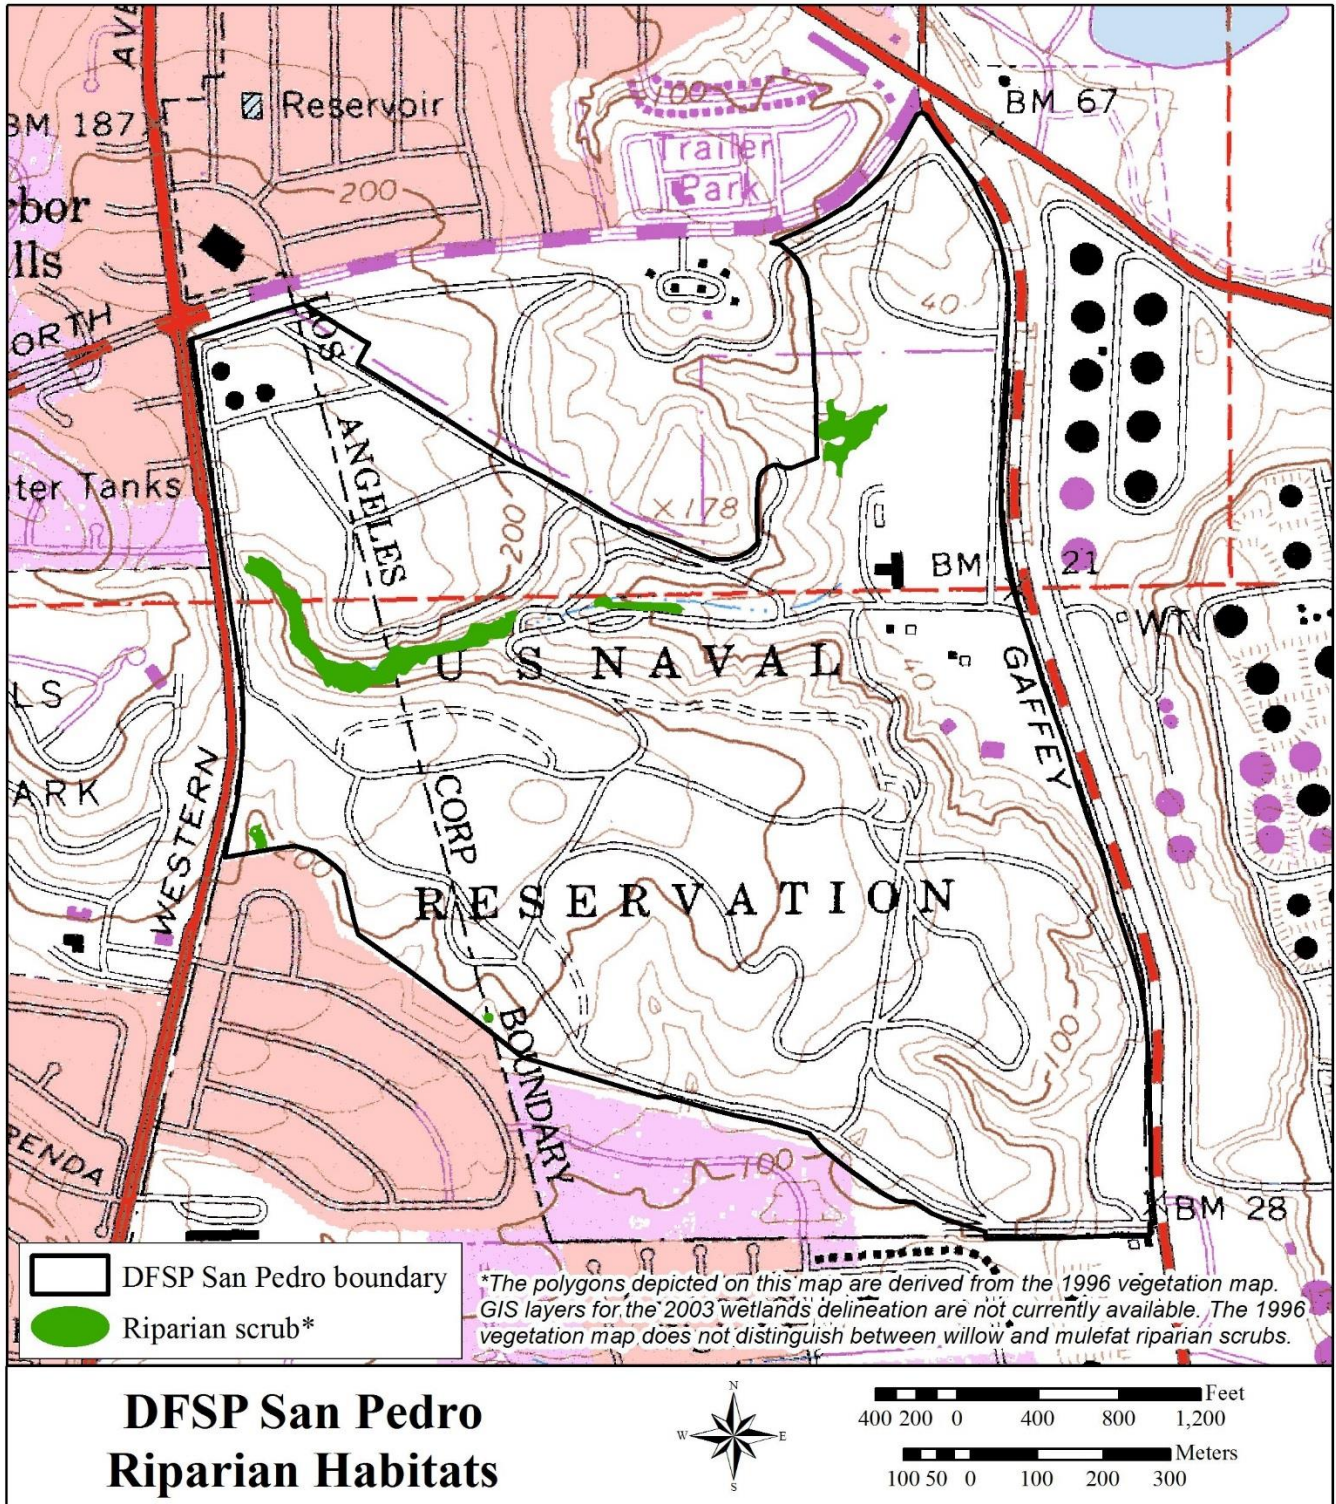 AVE
BM 67
Reservoir
BM 187
100
Trailer
Park
200
rbor
lls
40
LOS
ORTH
ANGELES
ter Tanks
200
X 178
BM 21
WTN
U S NAVAL
40
GAFFEY
LS
CORP
WESTERN
ARK
200
RESERVATION
100
BOUNDARY
RENDA
100
BM 28
DFSP San Pedro boundary
Riparian scrub*
*The polygons depicted on this map are derived from the 1996 vegetation map.
GIS layers for the 2003 wetlands delineation are not currently available. The 1996
vegetation map does not distinguish between willow and mulefat riparian scrubs.
DFSP San Pedro
Riparian Habitats
N
W E
S
Feet
400 200 0 400 800 1,200
Meters
100 50 0 100 200 300